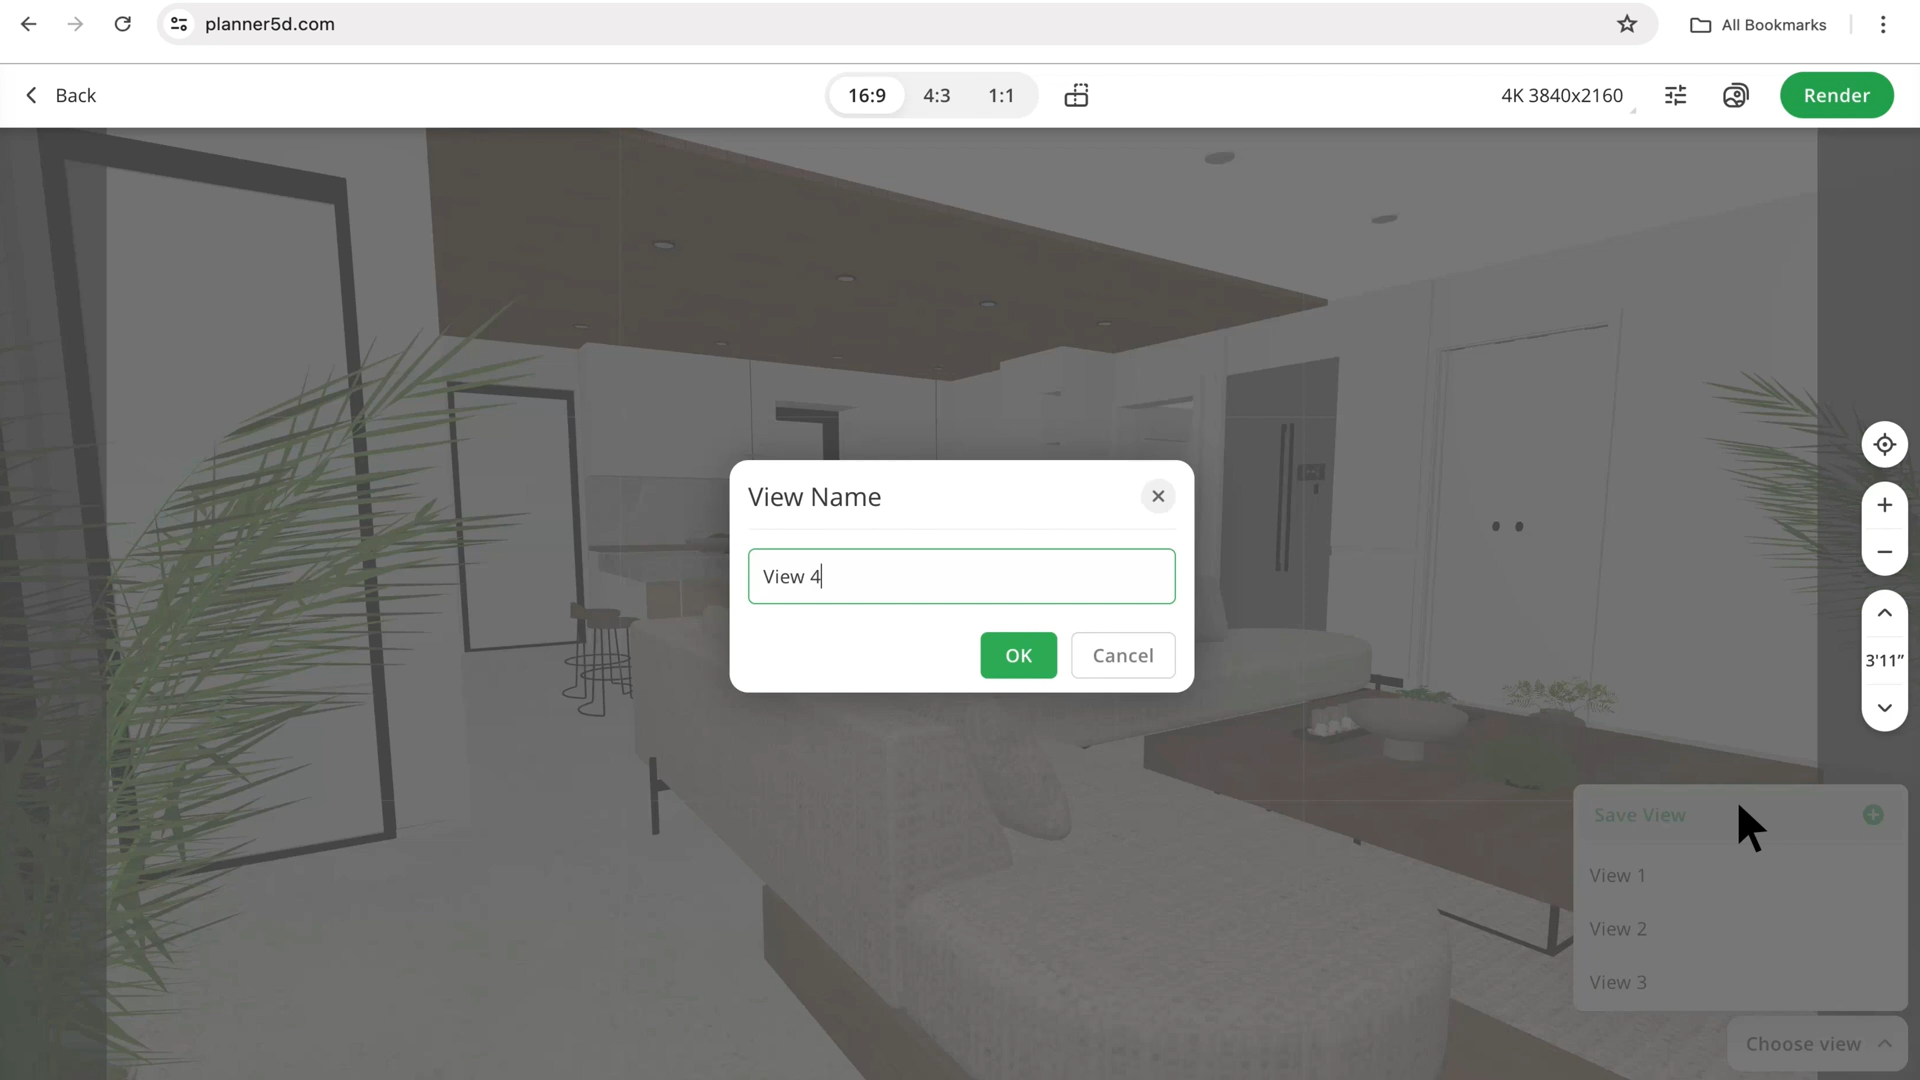 planner5d.com
All Bookmarks
Back
16:9 4:3 1:1
4K 3840x2160
Render
View Name
View 4
OK Cancel
3'11"
Save View
View 1
View 2
View 3
Choose view